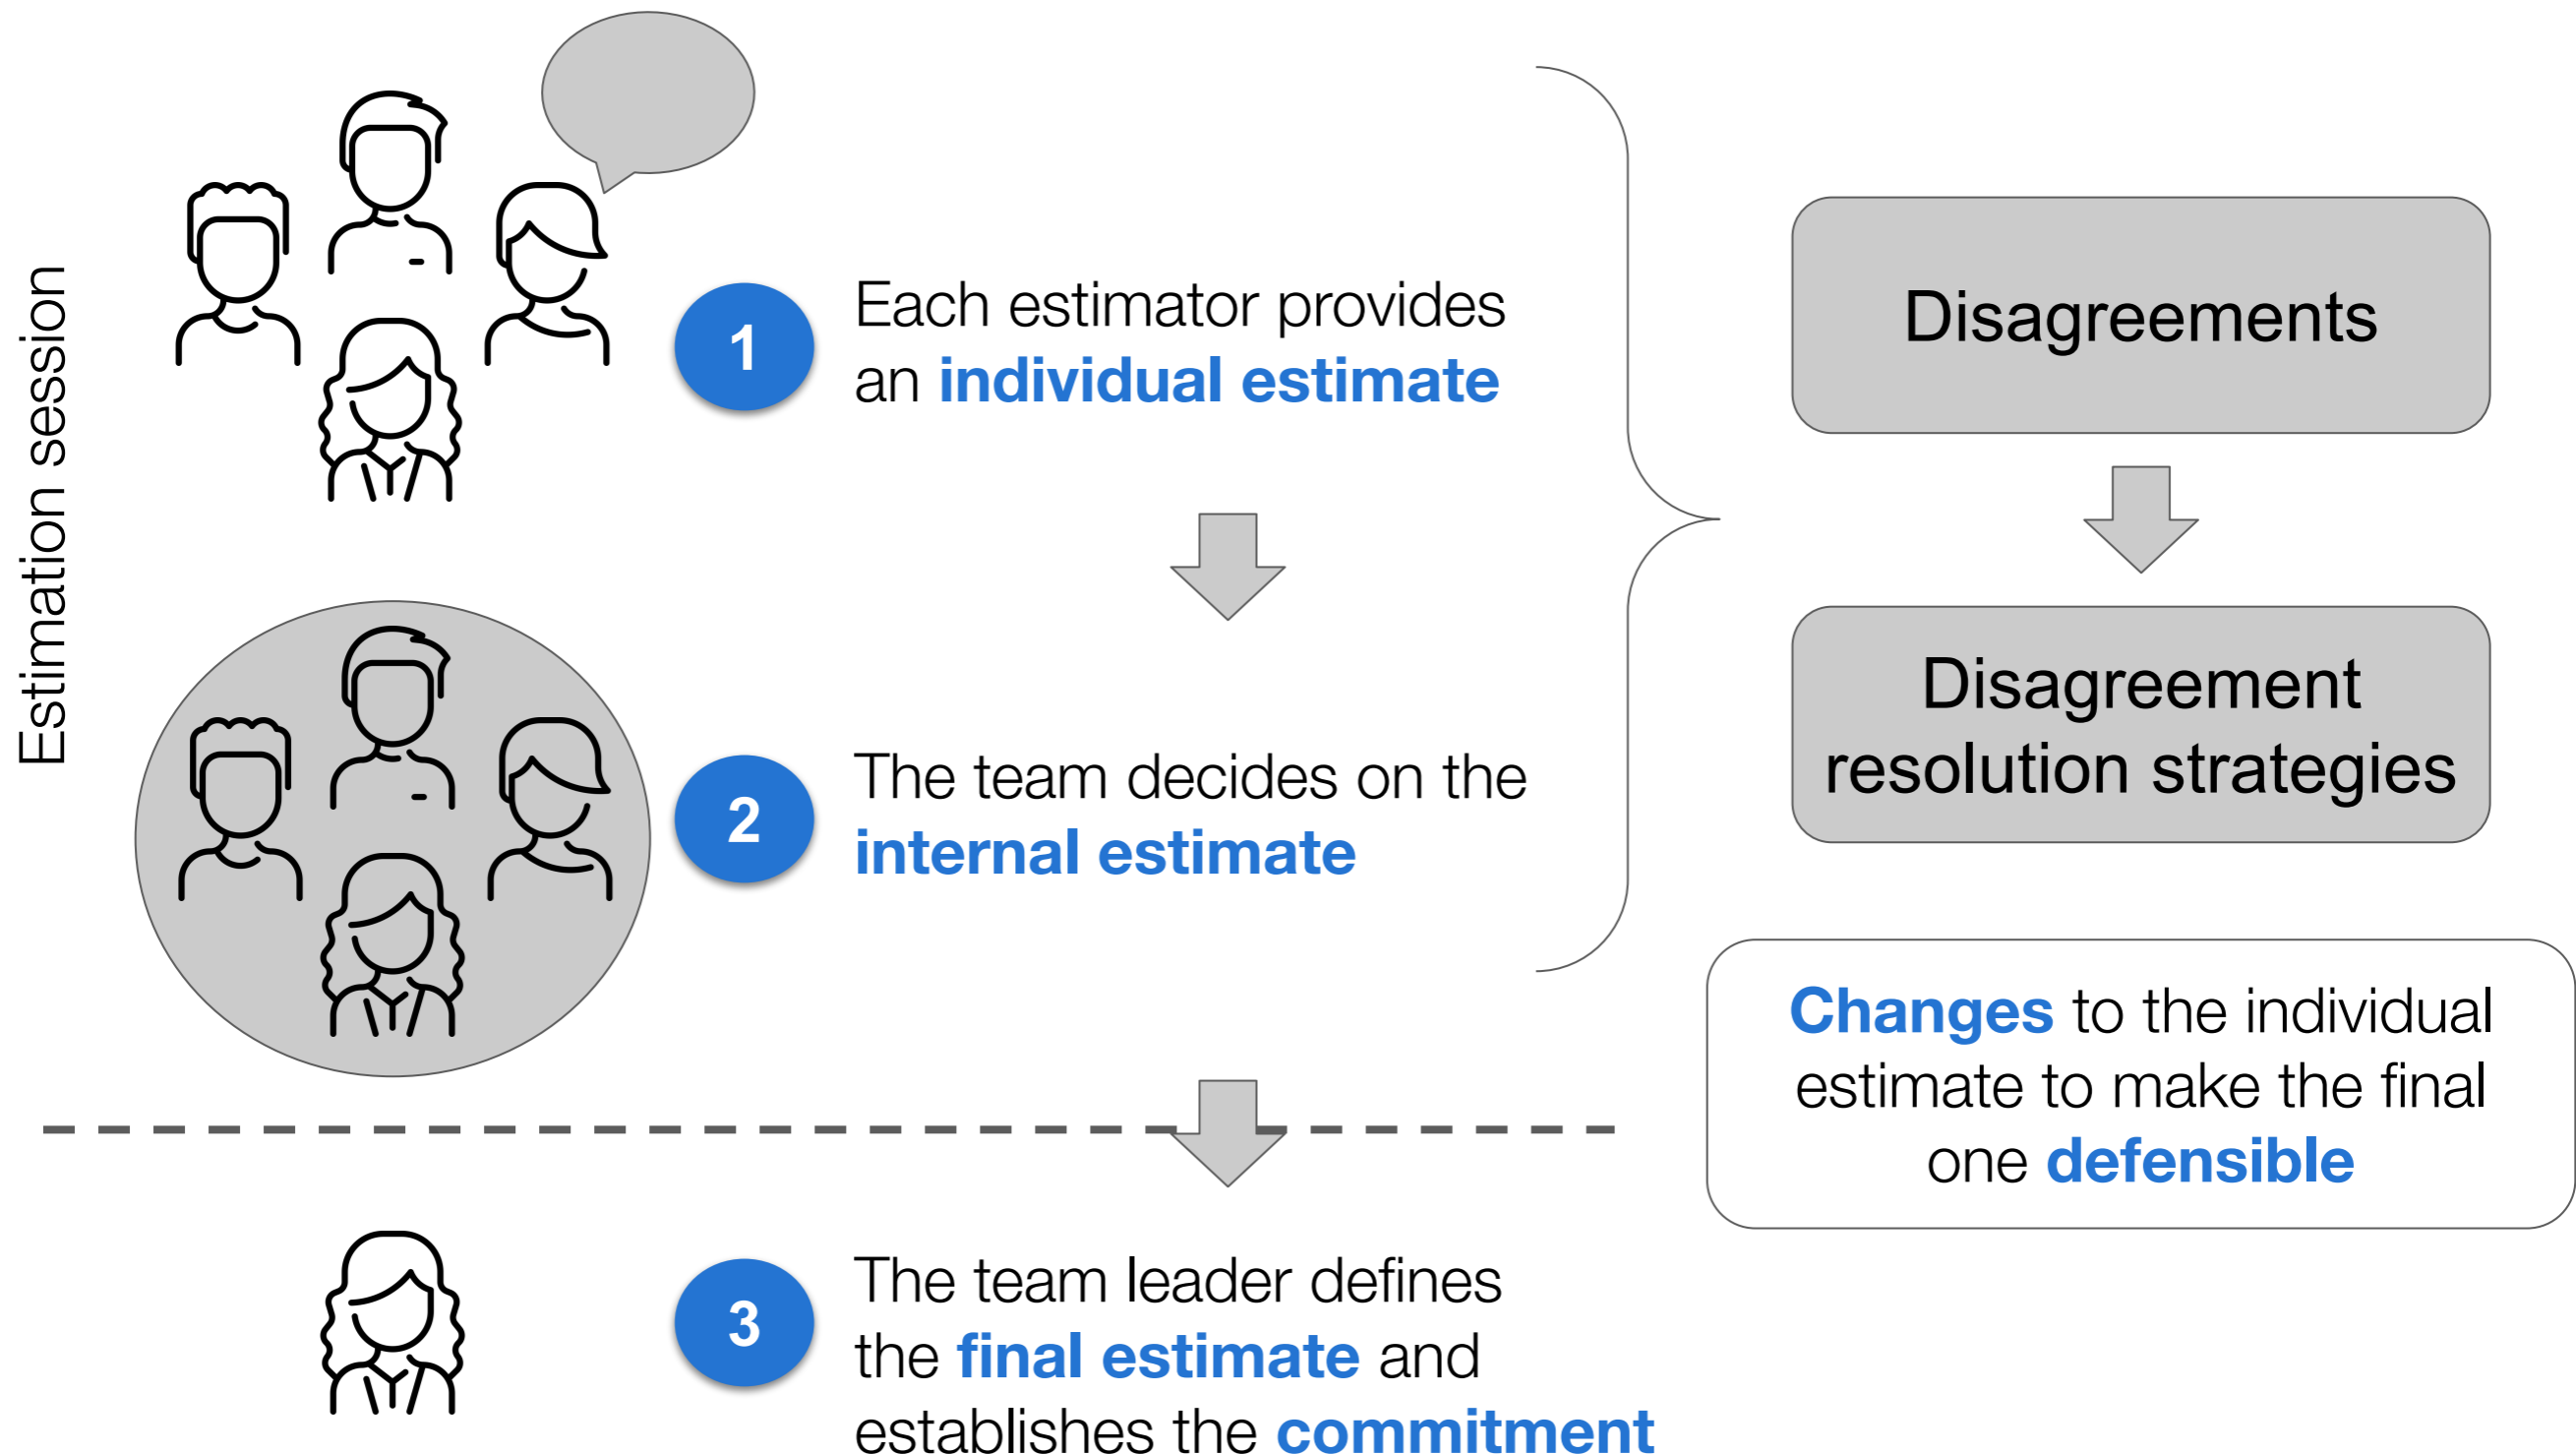 Estimation session
1
Each estimator provides
an individual estimate
2
The team decides on the
internal estimate
3
The team leader defines
the final estimate and
establishes the commitment
Disagreements
Disagreement
resolution strategies
Changes to the individual
estimate to make the final
one defensible